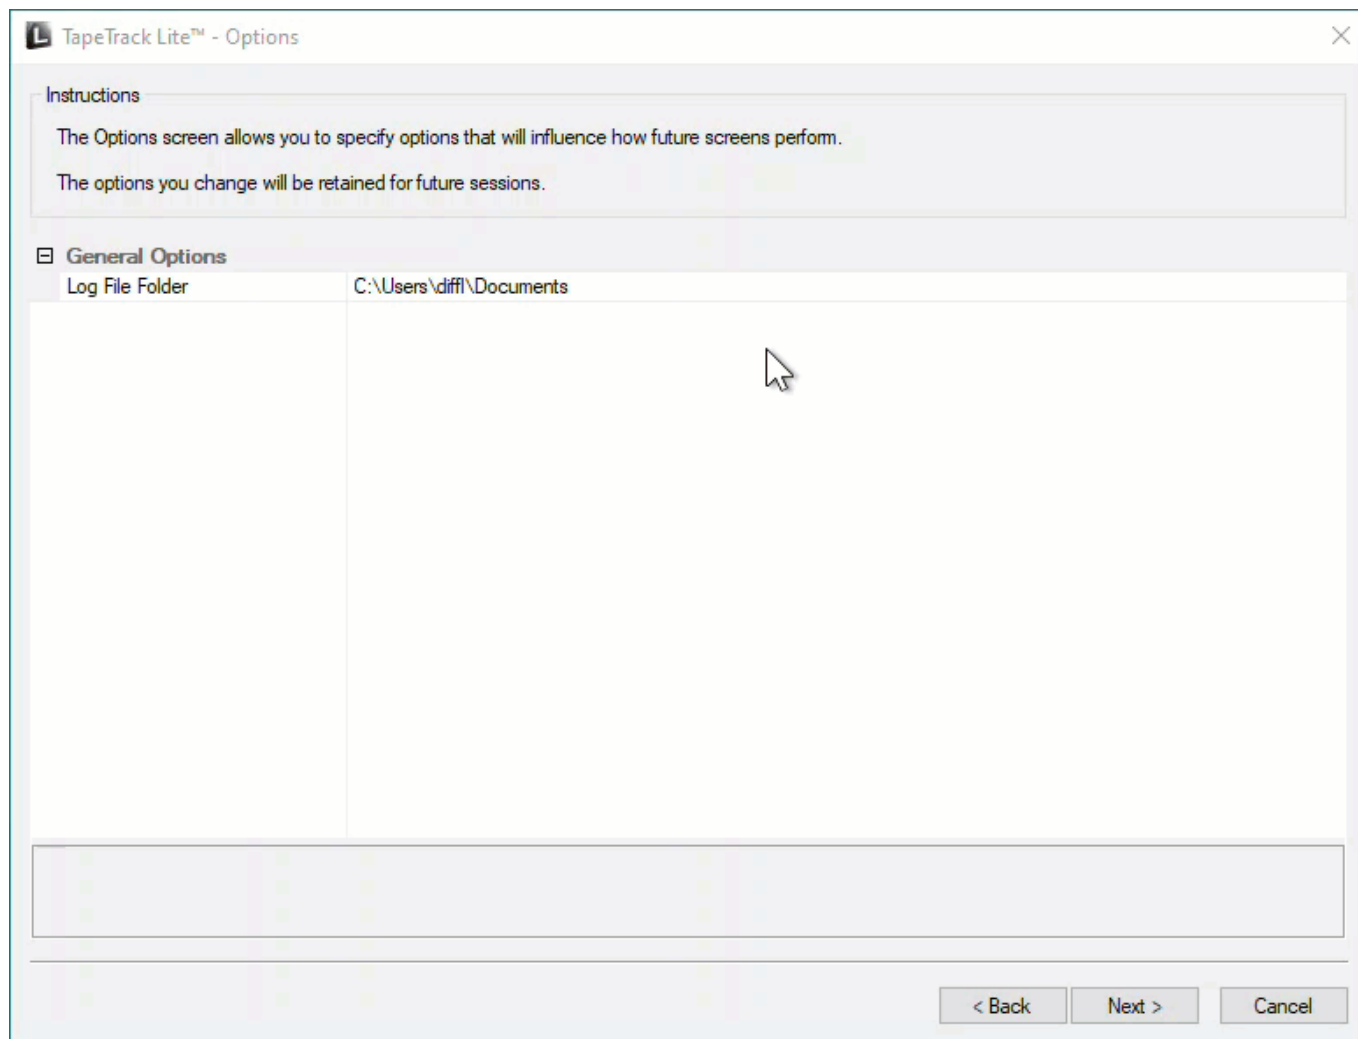 TapeTrack Lite™ - Options
Instructions
The Options screen allows you to specify options that will influence how future screens perform.
The options you change will be retained for future sessions.
General Options
Log File Folder C:\Users\diffl\Documents
< Back Next > Cancel